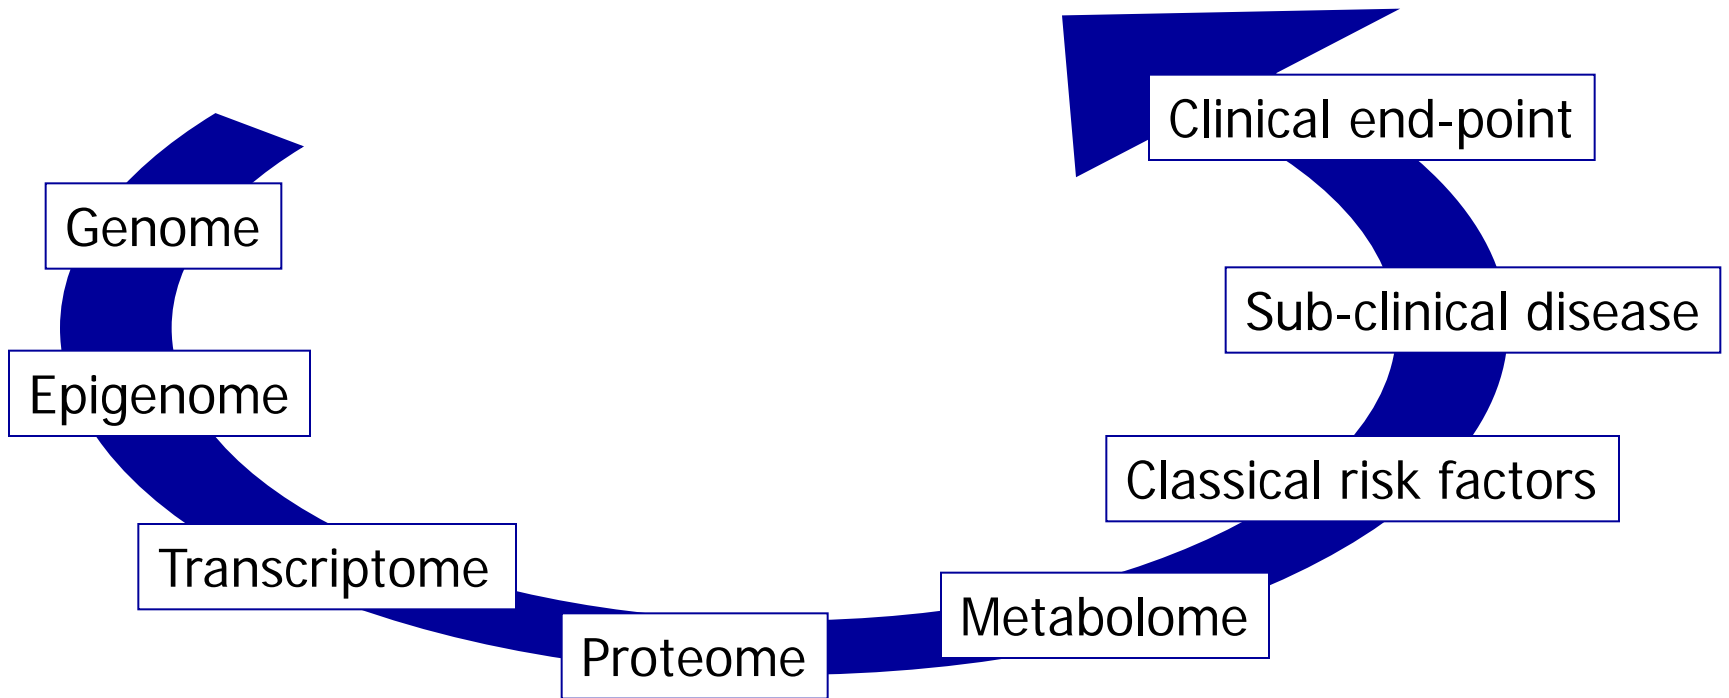 Genome
Epigenome
Transcriptome
Proteome
Metabolome
Classical risk factors
Sub-clinical disease
Clinical end-point